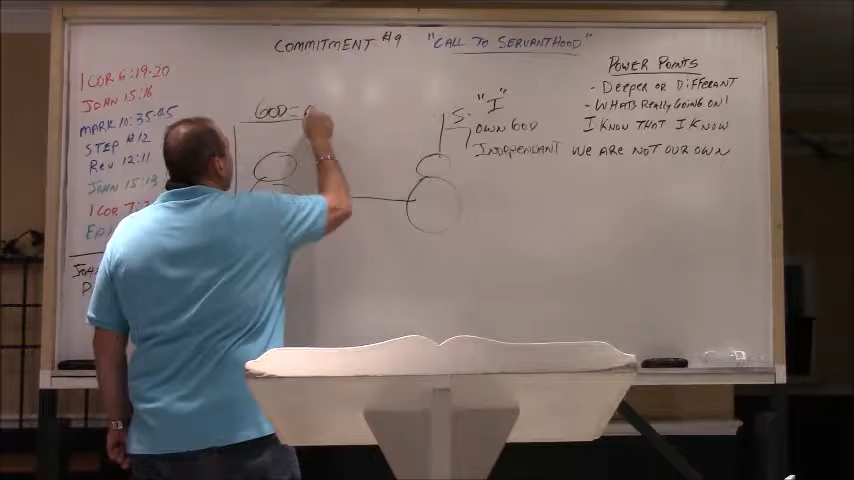 COMMITMENT #9 "CALL TO SERVANTHOOD"
1 COR 6:19-20
JOHN 15:16
MARK 10:35-45
STEP #12
REV 12:11
JOHN 15:13
1 COR 7:
GOD =
S- "I"
OWN GOD
INDEPENDANT
POWER POINTS
- DEEPER OR DIFFERENT
- WHATS REALLY GOING ON!
I KNOW THAT I KNOW
WE ARE NOT OUR OWN